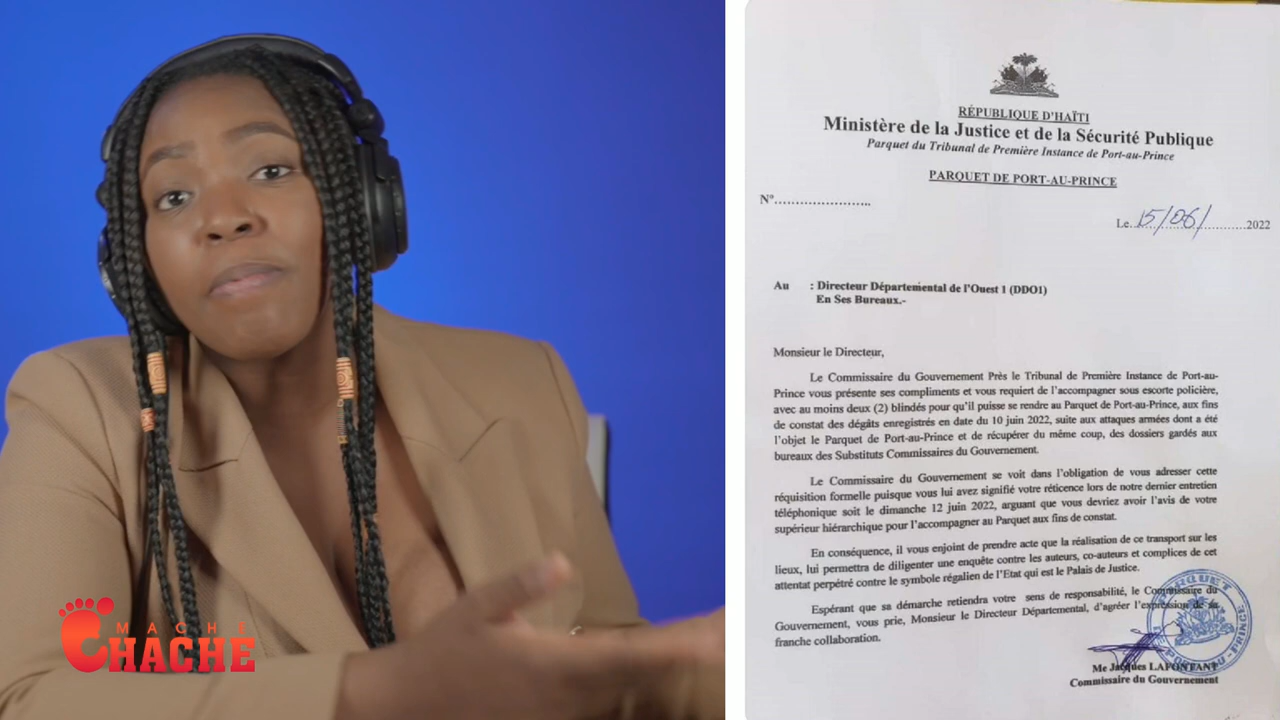 MACHE
CHACHE
RÉPUBLIQUE D'HAÏTI
Ministère de la Justice et de la Sécurité Publique
Parquet du Tribunal de Première Instance de Port-au-Prince
PARQUET DE PORT-AU-PRINCE
N°......................
Le...15/06/............2022
Au : Directeur Départemental de l'Ouest 1 (DDO1)
En Ses Bureaux.-
Monsieur le Directeur,
Le Commissaire du Gouvernement Près le Tribunal de Première Instance de Port-au-
Prince vous présente ses compliments et vous requiert de l'accompagner sous escorte policière,
avec au moins deux (2) blindés pour qu'il puisse se rendre au Parquet de Port-au-Prince, aux fins
de constat des dégâts enregistrés en date du 10 juin 2022, suite aux attaques armées dont a été
l'objet le Parquet de Port-au-Prince et de récupérer du même coup, des dossiers gardés aux
bureaux des Substituts Commissaires du Gouvernement.
Le Commissaire du Gouvernement se voit dans l'obligation de vous adresser cette
réquisition formelle puisque vous lui avez signifié votre réticence lors de notre dernier entretien
téléphonique soit le dimanche 12 juin 2022, arguant que vous devriez avoir l'avis de votre
supérieur hiérarchique pour l'accompagner au Parquet aux fins de constat.
En conséquence, il vous enjoint de prendre acte que la réalisation de ce transport sur les
lieux, lui permettra de diligenter une enquête contre les auteurs, co-auteurs et complices de cet
attentat perpétré contre le symbole régalien de l'Etat qui est le Palais de Justice.
Espérant que sa démarche retiendra votre sens de responsabilité, le Commissaire du
Gouvernement, vous prie, Monsieur le Directeur Départemental, d'agréer l'expression de sa
franche collaboration.
PARQUET
PORT-AU-PRINCE
Me Jacques LAFONTANT
Commissaire du Gouvernement